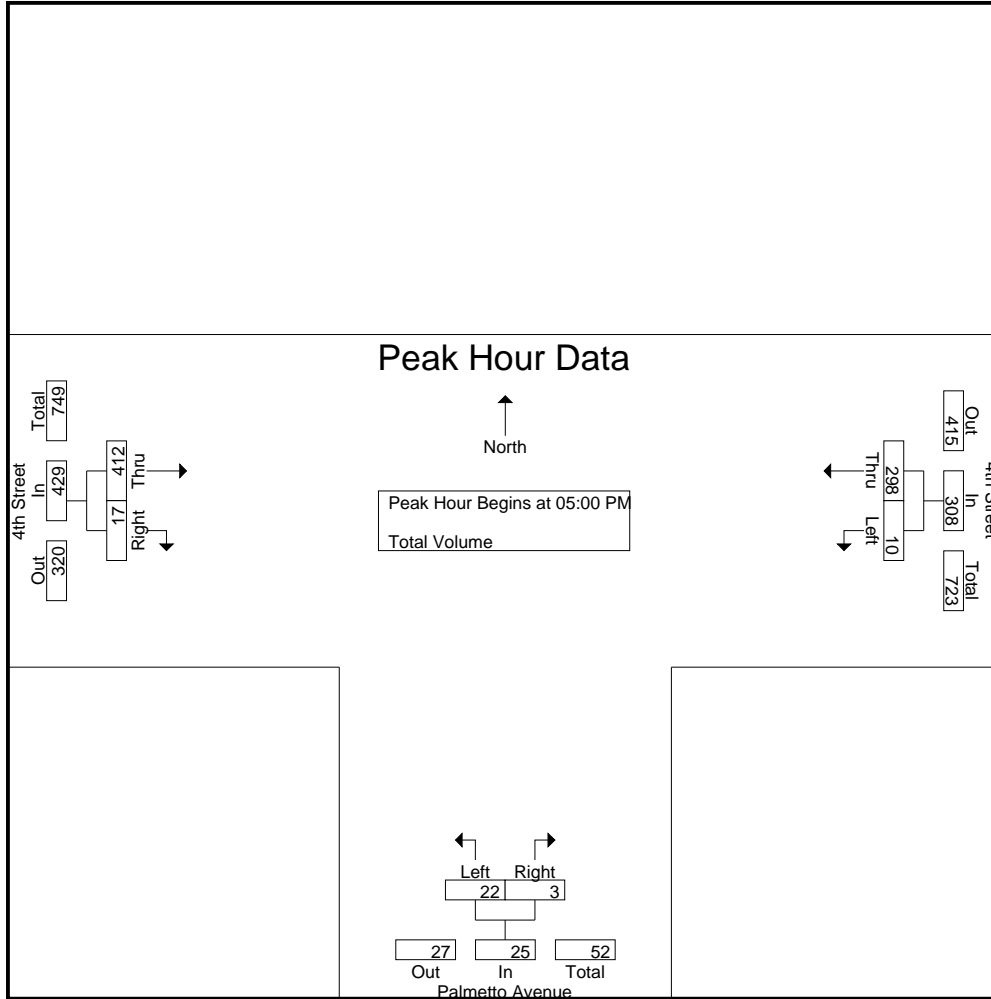 Peak Hour Data
North
Peak Hour Begins at 05:00 PM
Total Volume
4th Street
Total
749
In
429
Out
320
412
Thru
17
Right
Out
415
In
308
Total
723
4th Street
298
Thru
10
Left
Left Right
22 3
27 25 52
Out In Total
Palmetto Avenue